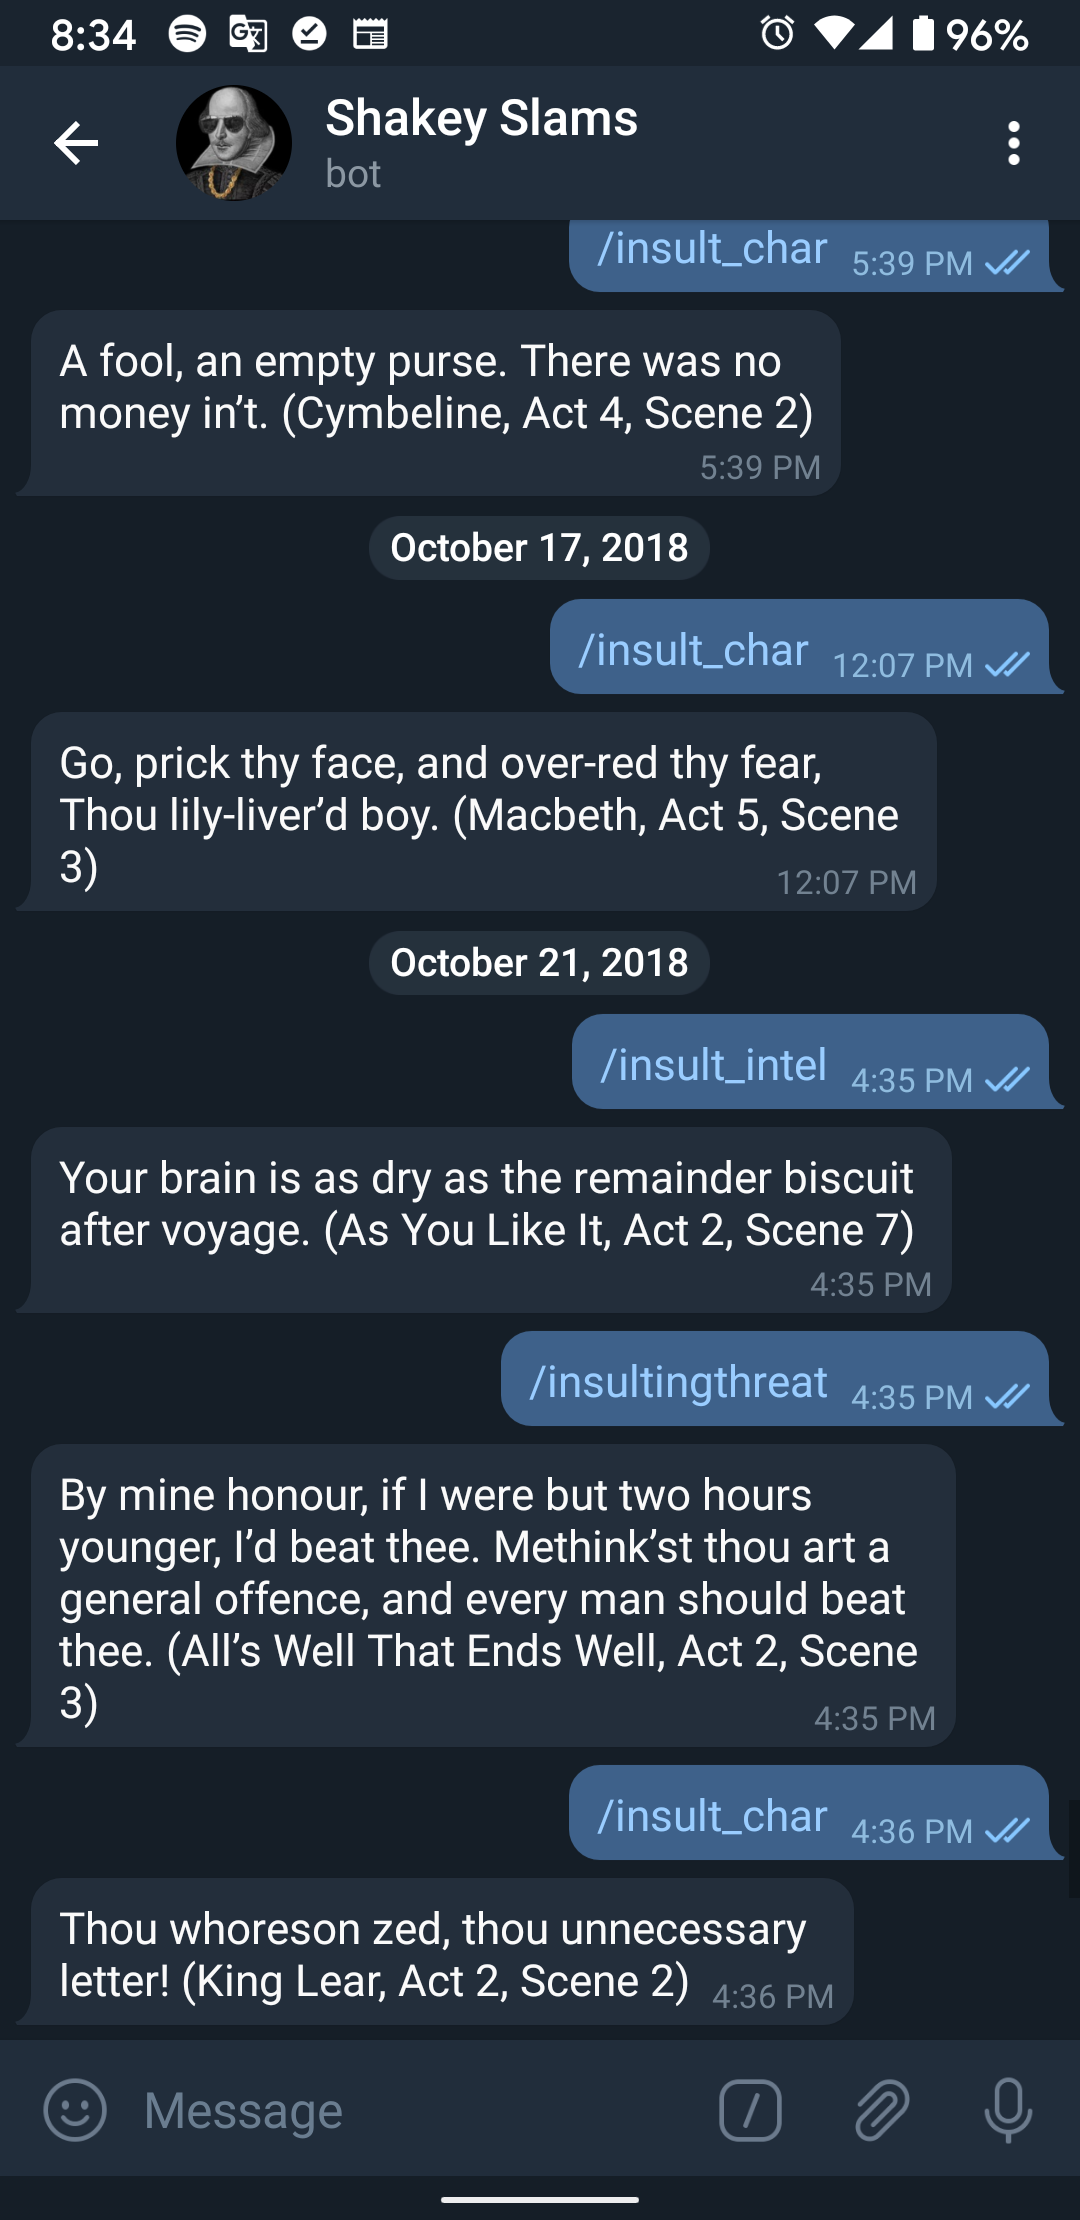 8:34
96%
Shakey Slams
bot
/insult_char 5:39 PM
A fool, an empty purse. There was no
money in’t. (Cymbeline, Act 4, Scene 2)
5:39 PM
October 17, 2018
/insult_char 12:07 PM
Go, prick thy face, and over-red thy fear,
Thou lily-liver’d boy. (Macbeth, Act 5, Scene
3)
12:07 PM
October 21, 2018
/insult_intel 4:35 PM
Your brain is as dry as the remainder biscuit
after voyage. (As You Like It, Act 2, Scene 7)
4:35 PM
/insultingthreat 4:35 PM
By mine honour, if I were but two hours
younger, I’d beat thee. Methink’st thou art a
general offence, and every man should beat
thee. (All’s Well That Ends Well, Act 2, Scene
3)
4:35 PM
/insult_char 4:36 PM
Thou whoreson zed, thou unnecessary
letter! (King Lear, Act 2, Scene 2) 4:36 PM
Message